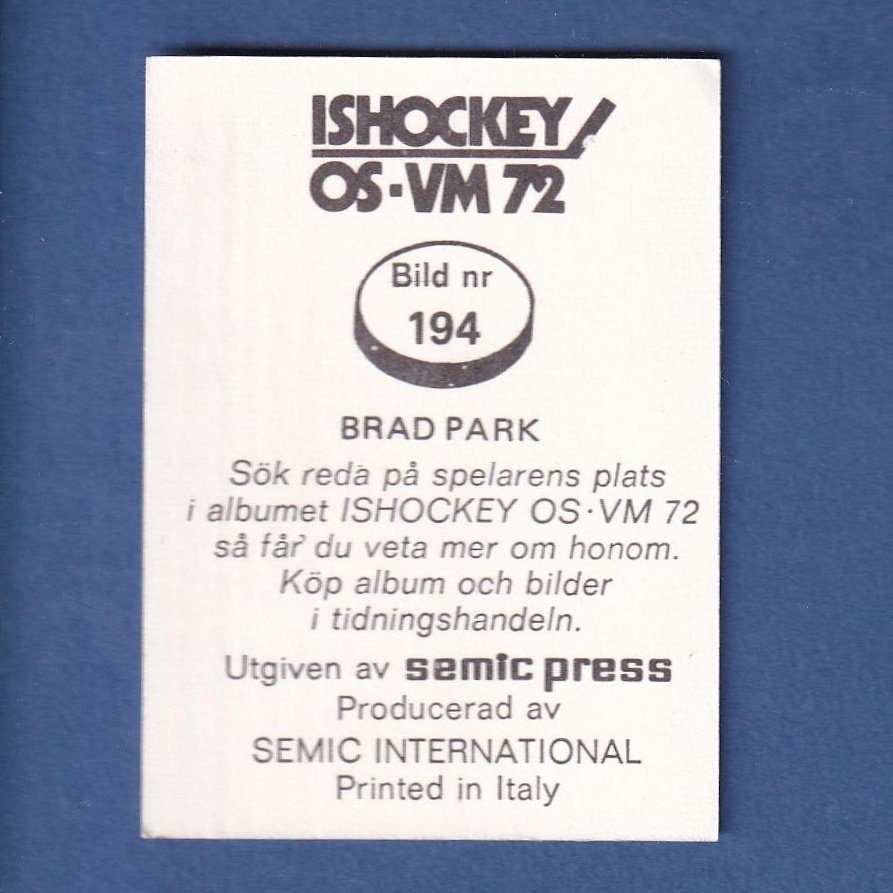 ISHOCKEY
OS·VM 72
Bild nr
194
BRAD PARK
Sök reda på spelarens plats
i albumet ISHOCKEY OS·VM 72
så får du veta mer om honom.
Köp album och bilder
i tidningshandeln.
Utgiven av semic press
Producerad av
SEMIC INTERNATIONAL
Printed in Italy